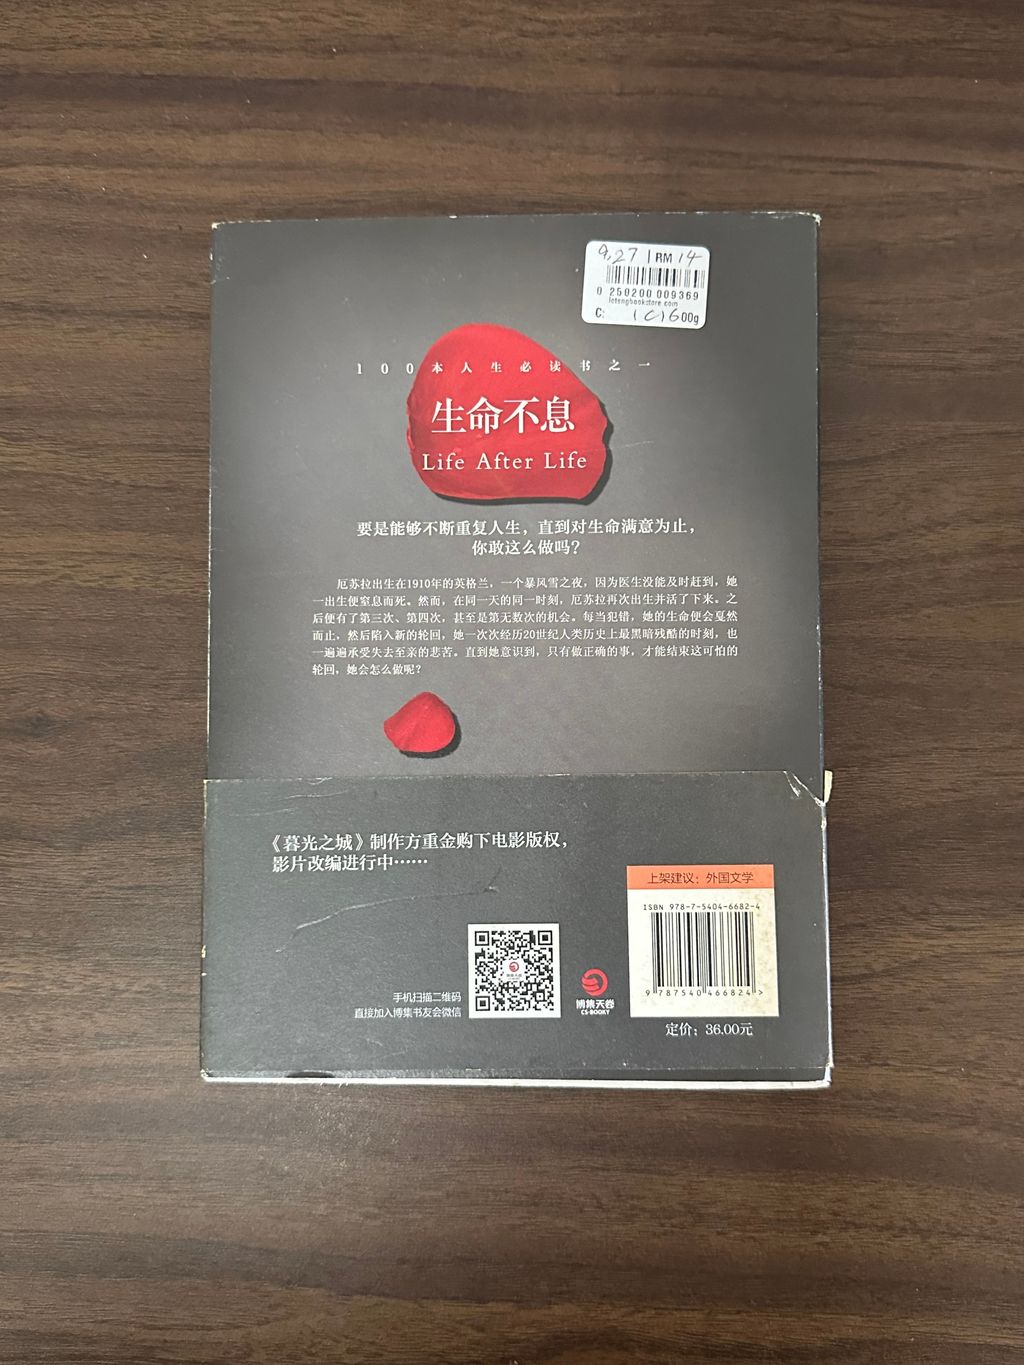 9.27 | RM 14
0 250200 009369
lotengbookstore.com
C: 1C1600g
100本人生必读书之一
生命不息
Life After Life
要是能够不断重复人生，直到对生命满意为止，
你敢这么做吗？
厄苏拉出生在1910年的英格兰，一个暴风雪之夜，因为医生没能及时赶到，她
一出生便窒息而死。然而，在同一天的同一时刻，厄苏拉再次出生并活了下来。之
后便有了第三次、第四次，甚至是第无数次的机会。每当犯错，她的生命便会戛然
而止，然后陷入新的轮回，她一次次经历20世纪人类历史上最黑暗残酷的时刻，也
一遍遍承受失去至亲的悲苦。直到她意识到，只有做正确的事，才能结束这可怕的
轮回，她会怎么做呢？
《暮光之城》制作方重金购下电影版权，
影片改编进行中……
上架建议：外国文学
ISBN 978-7-5404-6682-4
9 787540 466824 >
定价：36.00元
手机扫描二维码
直接加入博集书友会微信
博集天卷
CS-BOOKY